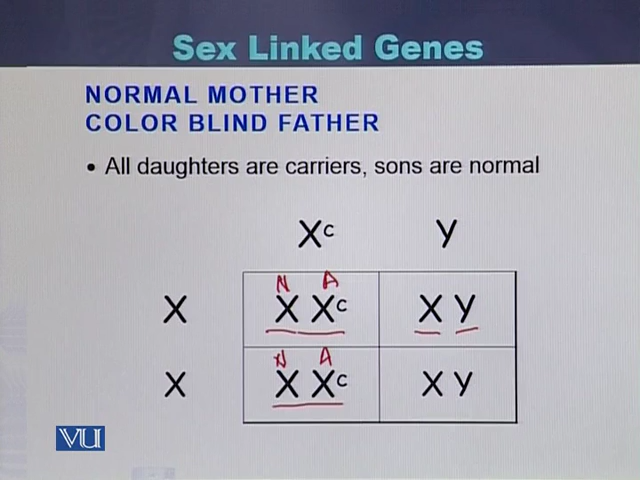 Sex Linked Genes
NORMAL MOTHER
COLOR BLIND FATHER
• All daughters are carriers, sons are normal
Xᶜ Y
N A
X X Xᶜ X Y
N A
X X Xᶜ X Y
VU